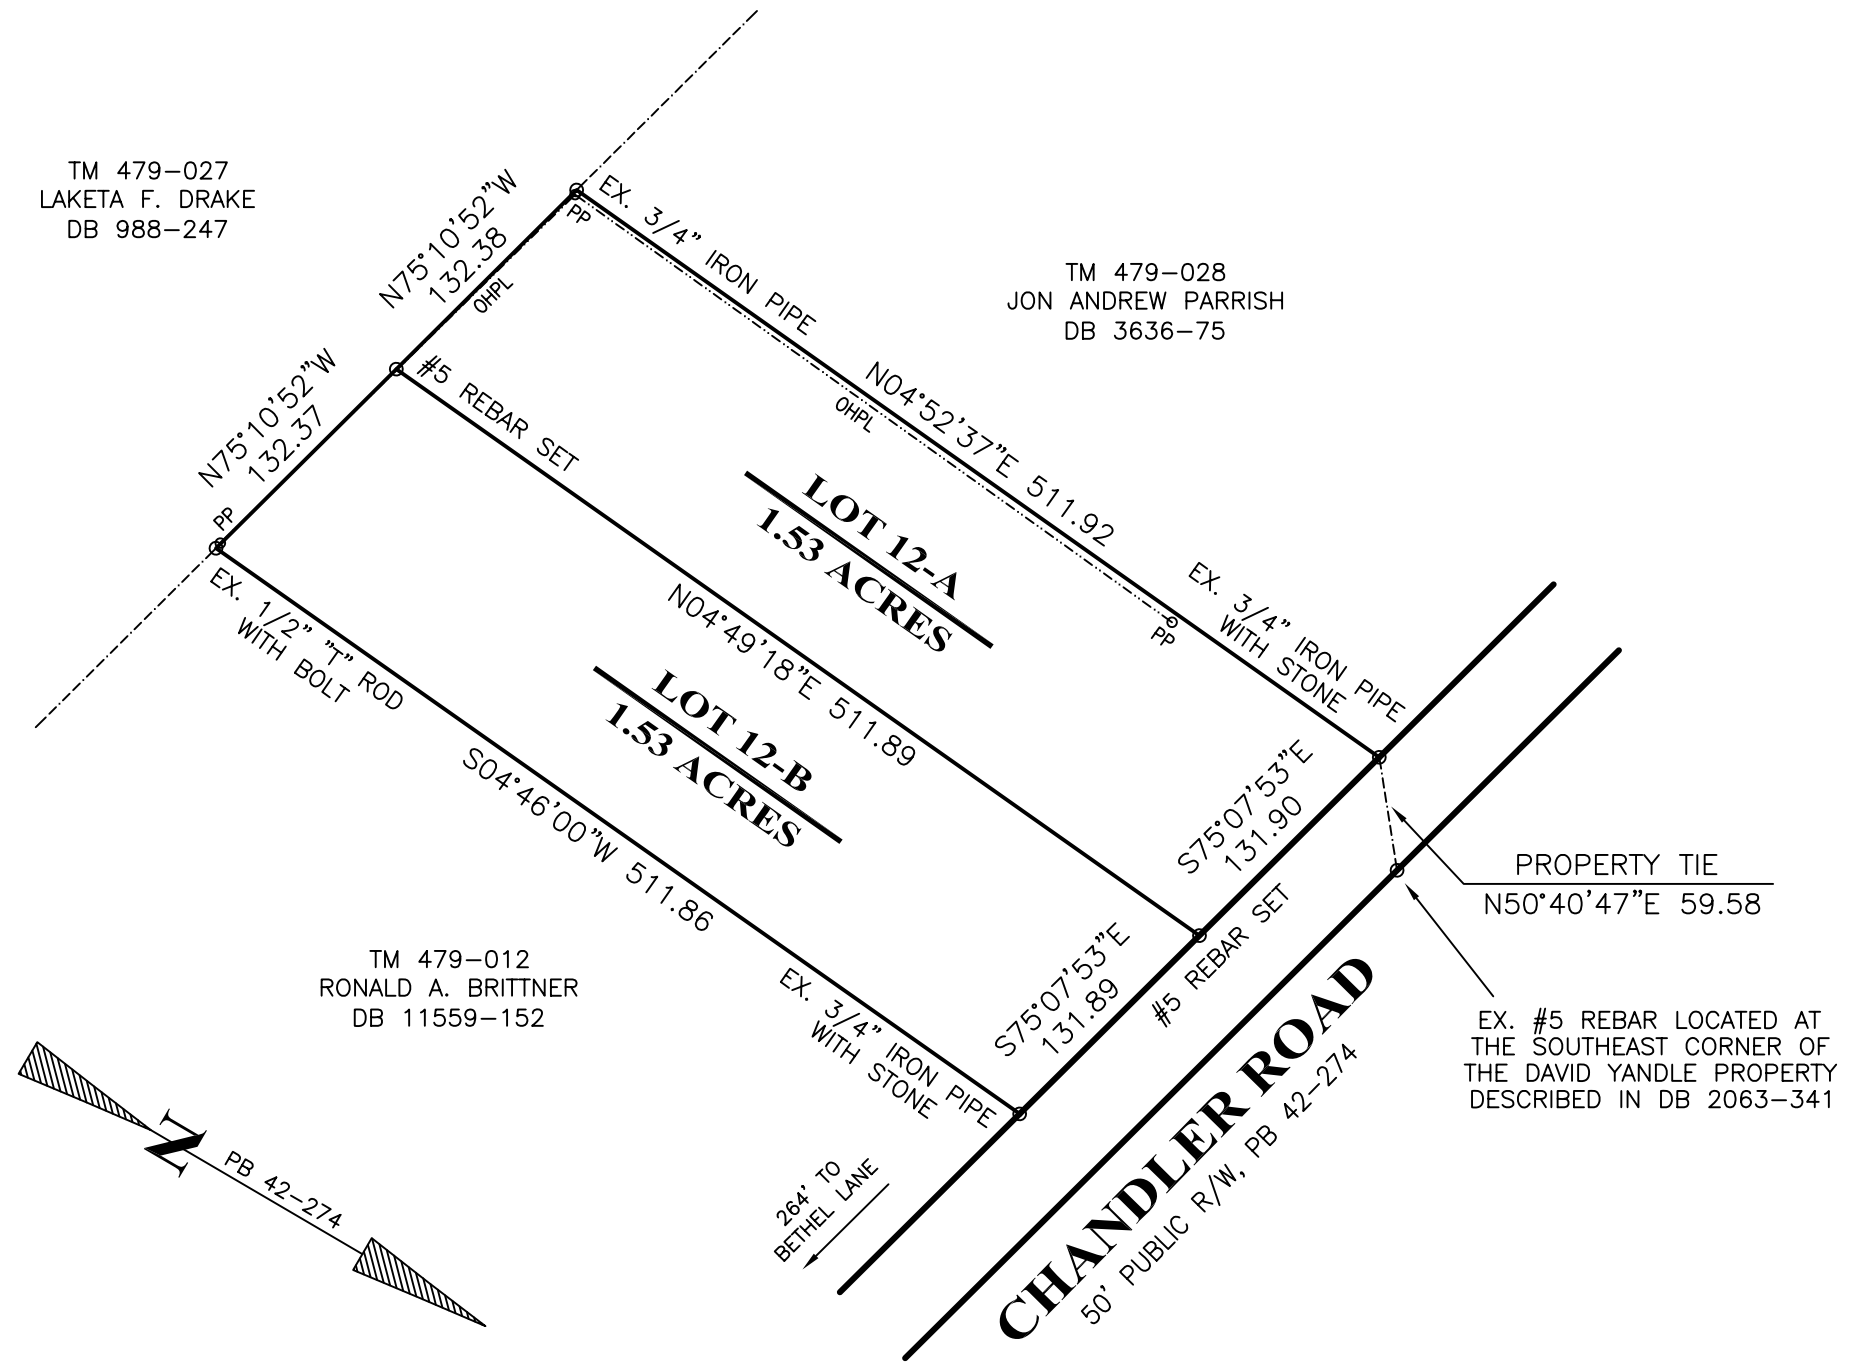 TM 479-027
LAKETA F. DRAKE
DB 988-247
N75°10'52"W
132.38
OHPL
PP
EX. 3/4" IRON PIPE
TM 479-028
JON ANDREW PARRISH
DB 3636-75
N75°10'52"W
132.37
PP
#5 REBAR SET
N04°52'37"E 511.92
OHPL
LOT 12-A
1.53 ACRES
PP
EX. 3/4" IRON PIPE
WITH STONE
EX. 1/2" "T" ROD
WITH BOLT
N04°49'18"E 511.89
LOT 12-B
1.53 ACRES
S04°46'00"W 511.86
S75°07'53"E
131.90
PROPERTY TIE
N50°40'47"E 59.58
#5 REBAR SET
S75°07'53"E
131.89
TM 479-012
RONALD A. BRITTNER
DB 11559-152
EX. 3/4" IRON PIPE
WITH STONE
EX. #5 REBAR LOCATED AT
THE SOUTHEAST CORNER OF
THE DAVID YANDLE PROPERTY
DESCRIBED IN DB 2063-341
CHANDLER ROAD
50' PUBLIC R/W, PB 42-274
264' TO
BETHEL LANE
N
PB 42-274